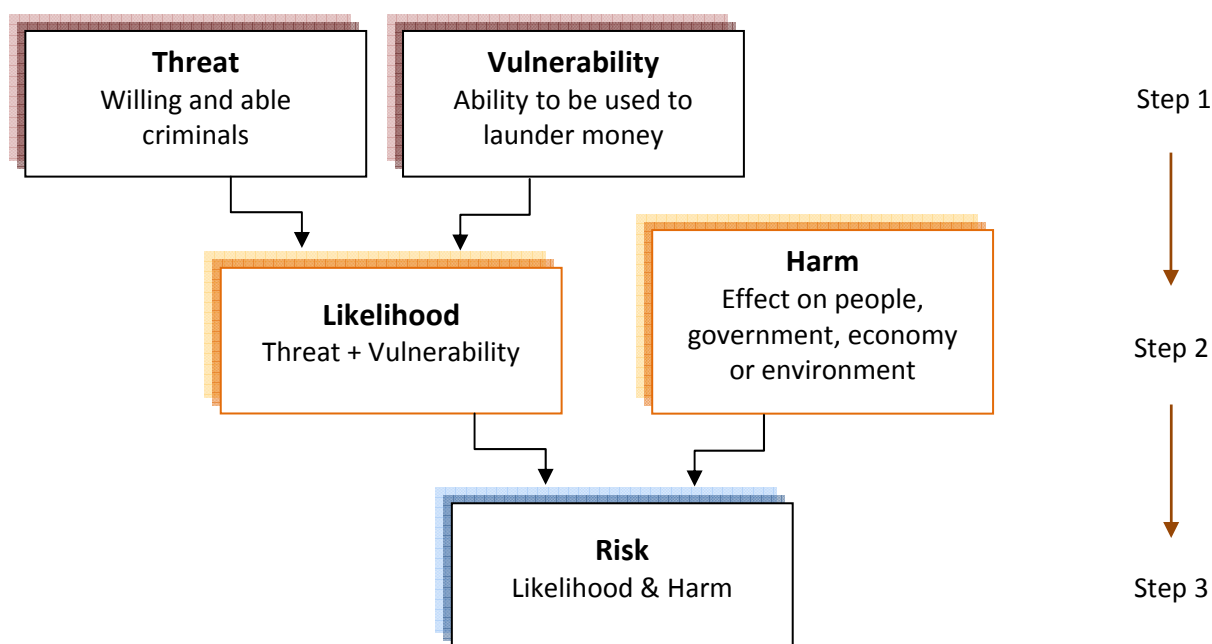 Threat
Willing and able
criminals
Vulnerability
Ability to be used to
launder money
Step 1
Likelihood
Threat + Vulnerability
Harm
Effect on people,
government, economy
or environment
Step 2
Risk
Likelihood & Harm
Step 3